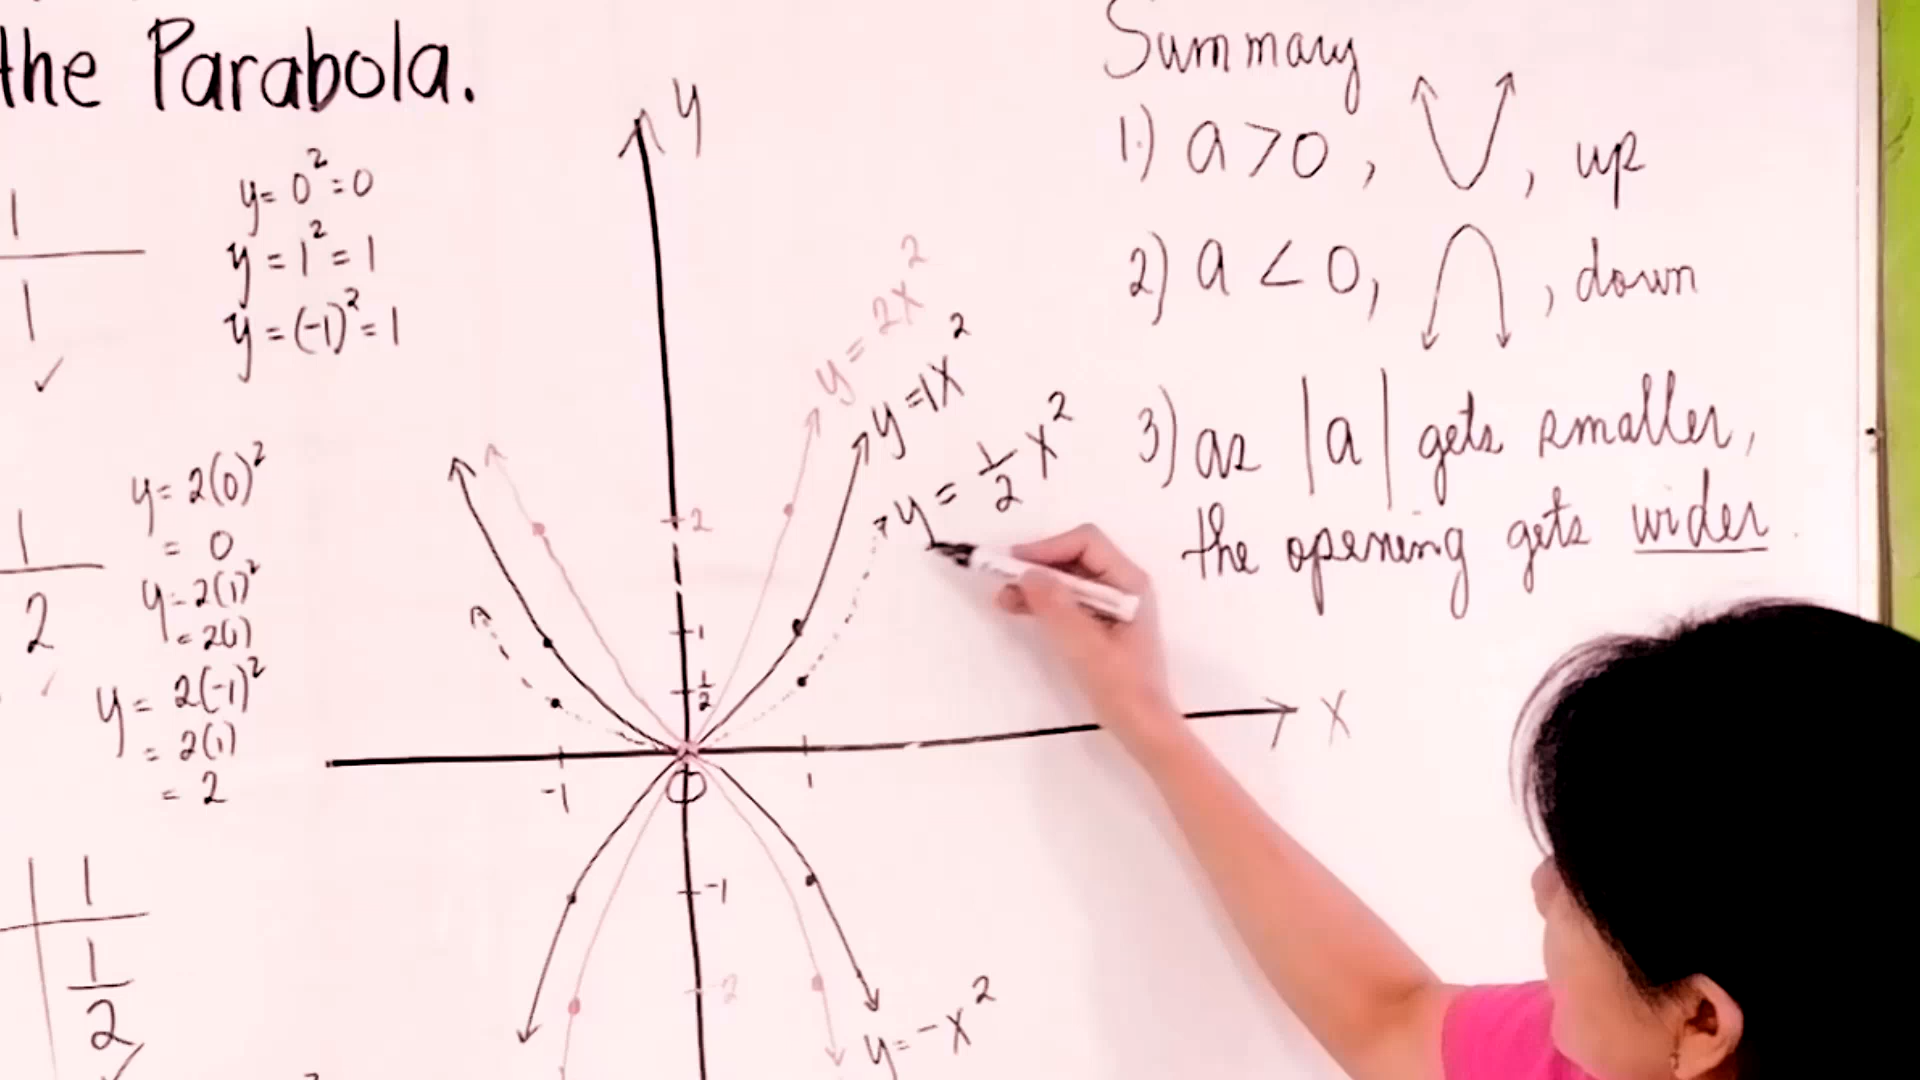 the Parabola.
1
1
y = 0² = 0
y = 1² = 1
y = (-1)² = 1
1
2
y = 2(0)²
= 0
y = 2(1)²
= 2(1)
y = 2(-1)²
= 2(1)
= 2
1
1/2
y
y = 2x²
y = 1x²
y = 1/2 x²
2
1
1/2
x
-1
0
1
-1
-2
y = -x²
Summary
1.) a > 0, , up
2) a < 0, , down
3) as |a| gets smaller,
the opening gets wider.